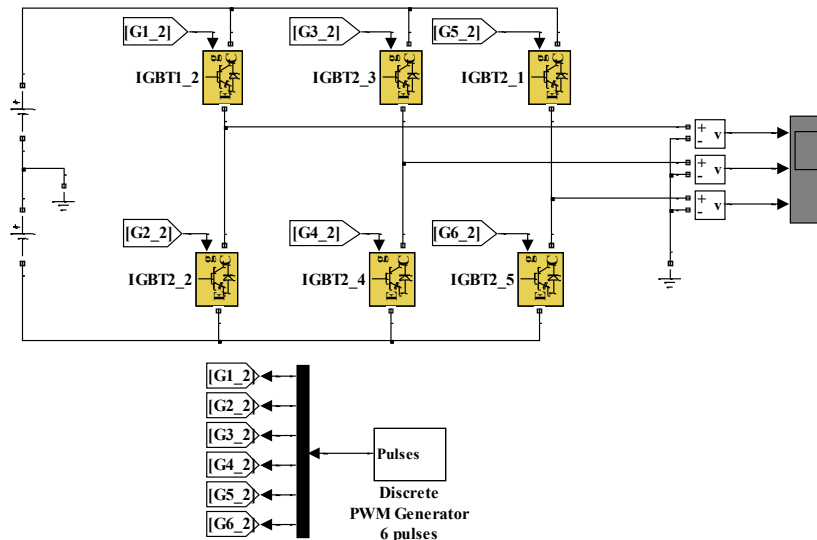 [G1_2]
[G3_2]
[G5_2]
g C
E
IGBT1_2
g C
E
IGBT2_3
g C
E
IGBT2_1
+
-
v
+
-
v
+
-
v
+
+
[G2_2]
[G4_2]
[G6_2]
g C
E
IGBT2_2
g C
E
IGBT2_4
g C
E
IGBT2_5
[G1_2]
[G2_2]
[G3_2]
[G4_2]
[G5_2]
[G6_2]
Pulses
Discrete
PWM Generator
6 pulses